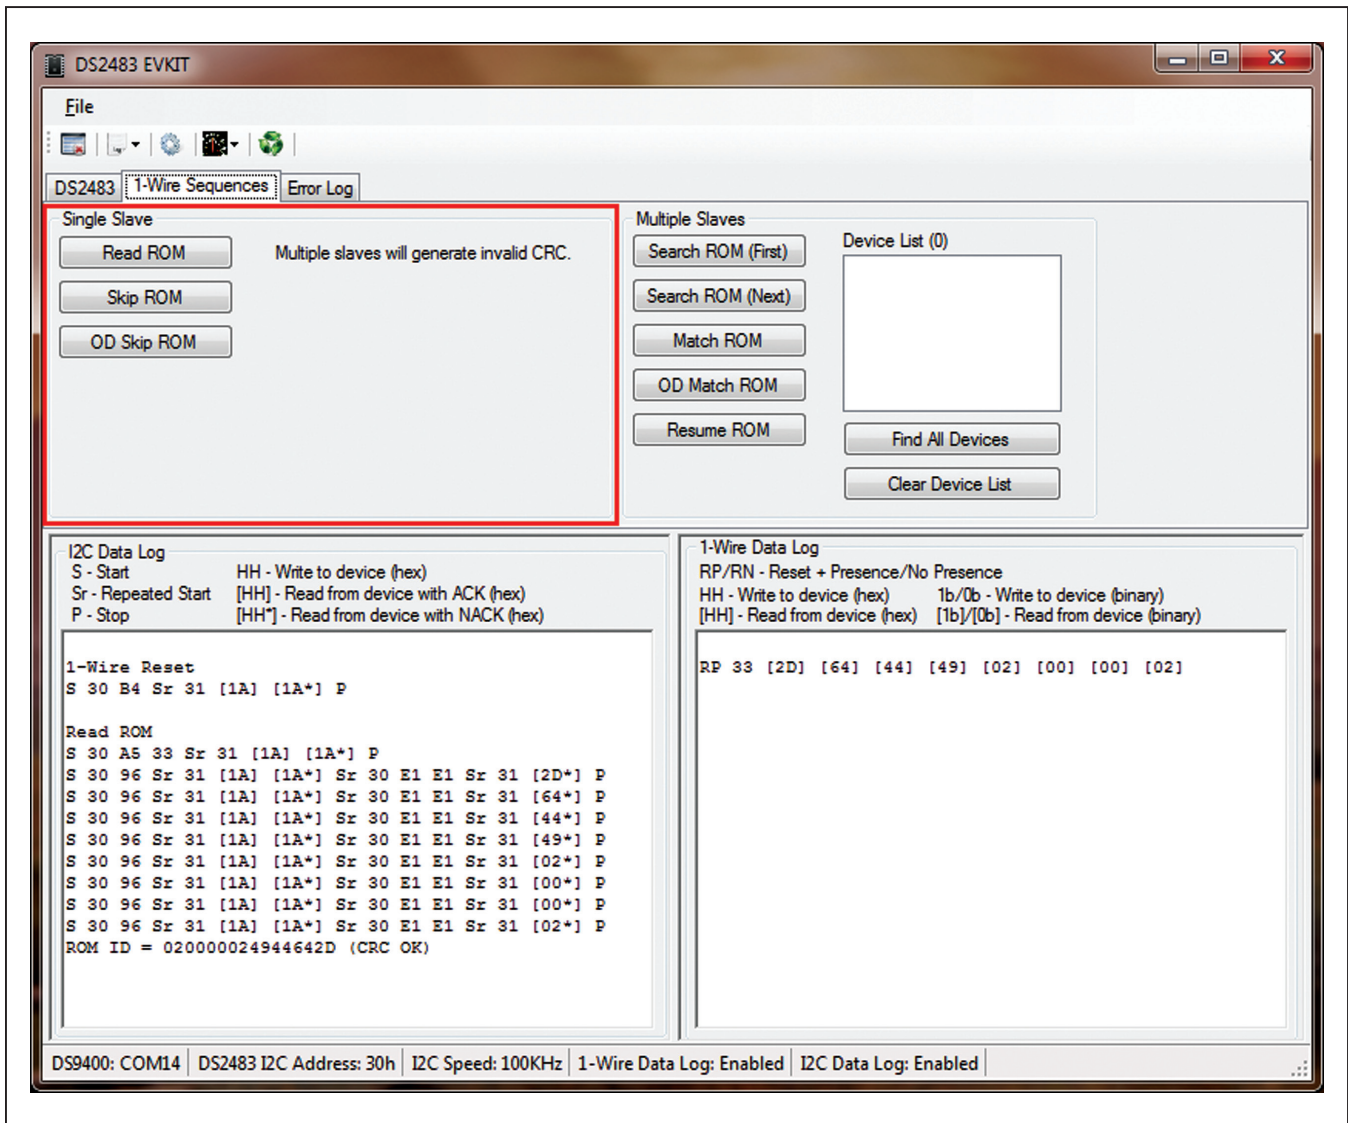 DS2483 EVKIT
File
DS2483 1-Wire Sequences Error Log
Single Slave
Read ROM Multiple slaves will generate invalid CRC.
Skip ROM
OD Skip ROM
Multiple Slaves
Search ROM (First)
Search ROM (Next)
Match ROM
OD Match ROM
Resume ROM
Device List (0)
Find All Devices
Clear Device List
I2C Data Log
S - Start HH - Write to device (hex)
Sr - Repeated Start [HH] - Read from device with ACK (hex)
P - Stop [HH*] - Read from device with NACK (hex)
1-Wire Reset
S 30 B4 Sr 31 [1A] [1A*] P
Read ROM
S 30 A5 33 Sr 31 [1A] [1A*] P
S 30 96 Sr 31 [1A] [1A*] Sr 30 E1 E1 Sr 31 [2D*] P
S 30 96 Sr 31 [1A] [1A*] Sr 30 E1 E1 Sr 31 [64*] P
S 30 96 Sr 31 [1A] [1A*] Sr 30 E1 E1 Sr 31 [44*] P
S 30 96 Sr 31 [1A] [1A*] Sr 30 E1 E1 Sr 31 [49*] P
S 30 96 Sr 31 [1A] [1A*] Sr 30 E1 E1 Sr 31 [02*] P
S 30 96 Sr 31 [1A] [1A*] Sr 30 E1 E1 Sr 31 [00*] P
S 30 96 Sr 31 [1A] [1A*] Sr 30 E1 E1 Sr 31 [00*] P
S 30 96 Sr 31 [1A] [1A*] Sr 30 E1 E1 Sr 31 [02*] P
ROM ID = 020000024944642D (CRC OK)
1-Wire Data Log
RP/RN - Reset + Presence/No Presence
HH - Write to device (hex) 1b/0b - Write to device (binary)
[HH] - Read from device (hex) [1b]/[0b] - Read from device (binary)
RP 33 [2D] [64] [44] [49] [02] [00] [00] [02]
DS9400: COM14 DS2483 I2C Address: 30h I2C Speed: 100KHz 1-Wire Data Log: Enabled I2C Data Log: Enabled